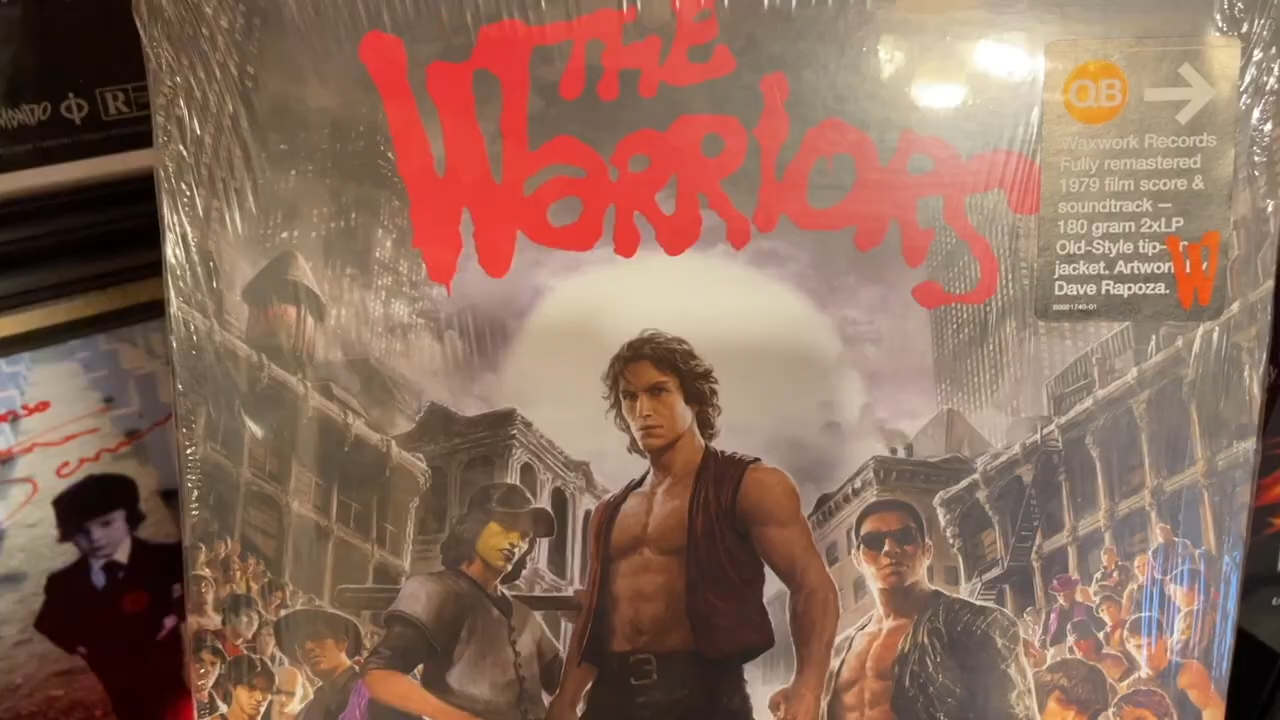 THE
WARRIORS
QB
Waxwork Records
Fully remastered
1979 film score &
soundtrack –
180 gram 2xLP
Old-Style tip-
jacket. Artwor
Dave Rapoza.
W
MONDO
R